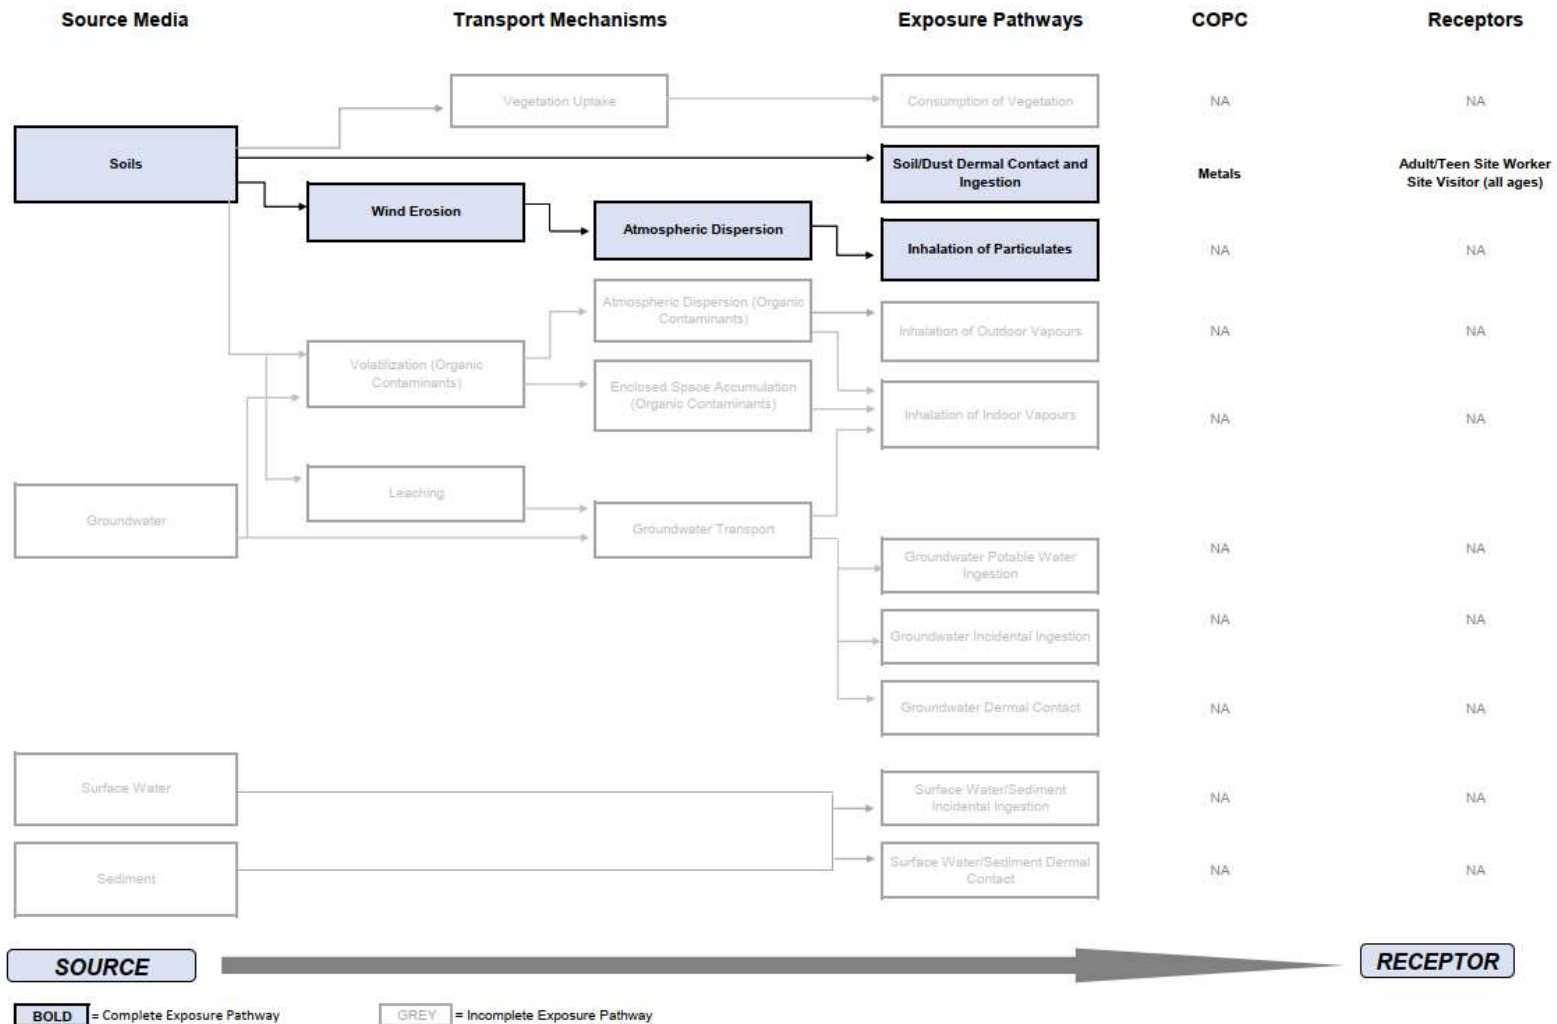 Source Media Transport Mechanisms Exposure Pathways COPC Receptors
Vegetation Uptake Consumption of Vegetation NA NA
Soils
Soil/Dust Dermal Contact and
Ingestion
Metals
Adult/Teen Site Worker
Site Visitor (all ages)
Wind Erosion
Atmospheric Dispersion
Inhalation of Particulates NA NA
Atmospheric Dispersion (Organic
Contaminants)
Inhalation of Outdoor Vapours NA NA
Volatilization (Organic
Contaminants)
Enclosed Space Accumulation
(Organic Contaminants)
Inhalation of Indoor Vapours NA NA
Leaching
Groundwater
Groundwater Transport
Groundwater Potable Water
Ingestion
NA NA
Groundwater Incidental Ingestion NA NA
Groundwater Dermal Contact NA NA
Surface Water
Surface Water/Sediment
Incidental Ingestion
NA NA
Sediment
Surface Water/Sediment Dermal
Contact
NA NA
SOURCE RECEPTOR
BOLD = Complete Exposure Pathway GREY = Incomplete Exposure Pathway